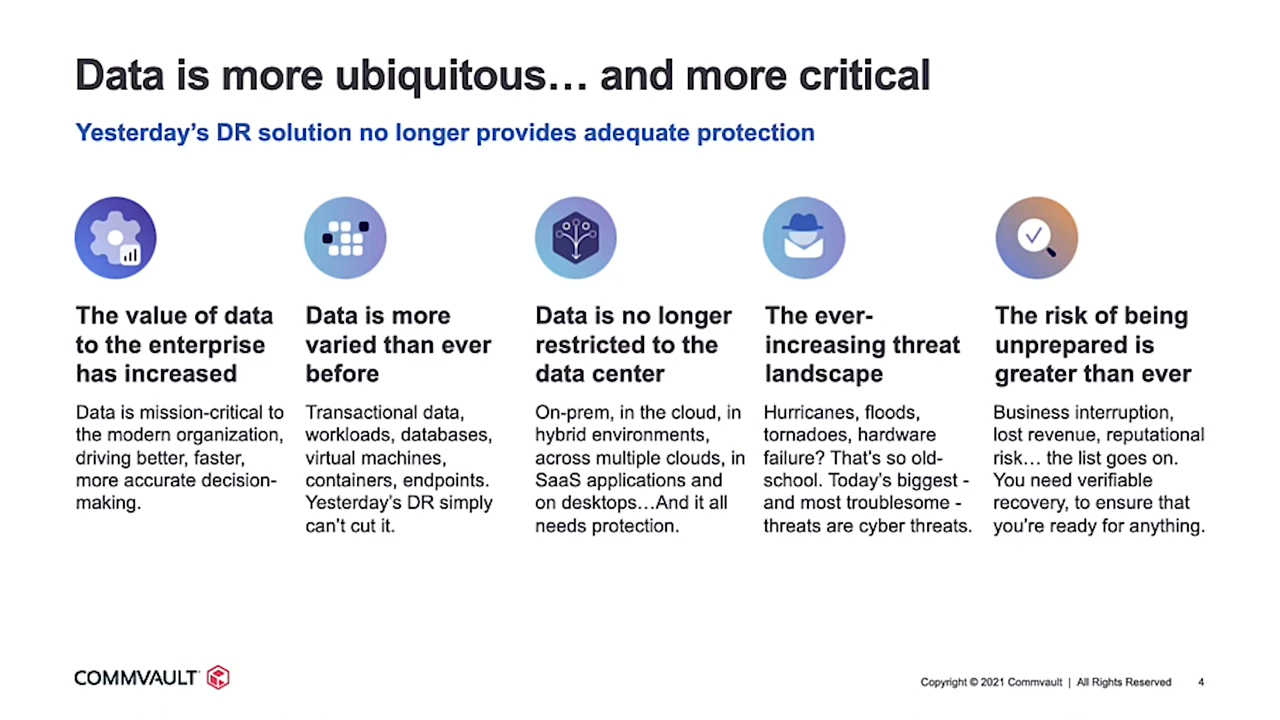 Data is more ubiquitous… and more critical
Yesterday’s DR solution no longer provides adequate protection
The value of data
to the enterprise
has increased
Data is mission-critical to
the modern organization,
driving better, faster,
more accurate decision-
making.
Data is more
varied than ever
before
Transactional data,
workloads, databases,
virtual machines,
containers, endpoints.
Yesterday’s DR simply
can’t cut it.
Data is no longer
restricted to the
data center
On-prem, in the cloud, in
hybrid environments,
across multiple clouds, in
SaaS applications and
on desktops…And it all
needs protection.
The ever-
increasing threat
landscape
Hurricanes, floods,
tornadoes, hardware
failure? That’s so old-
school. Today’s biggest -
and most troublesome -
threats are cyber threats.
The risk of being
unprepared is
greater than ever
Business interruption,
lost revenue, reputational
risk… the list goes on.
You need verifiable
recovery, to ensure that
you’re ready for anything.
COMMVAULT
Copyright © 2021 Commvault | All Rights Reserved 4